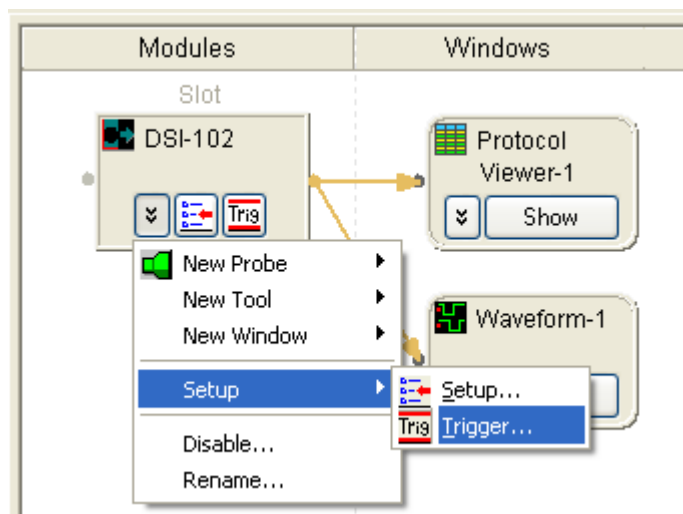 Modules
Windows
Slot
DSI-102
Trig
Protocol
Viewer-1
Show
New Probe
New Tool
New Window
Setup
Disable...
Rename...
Waveform-1
Setup...
Trig
Trigger...